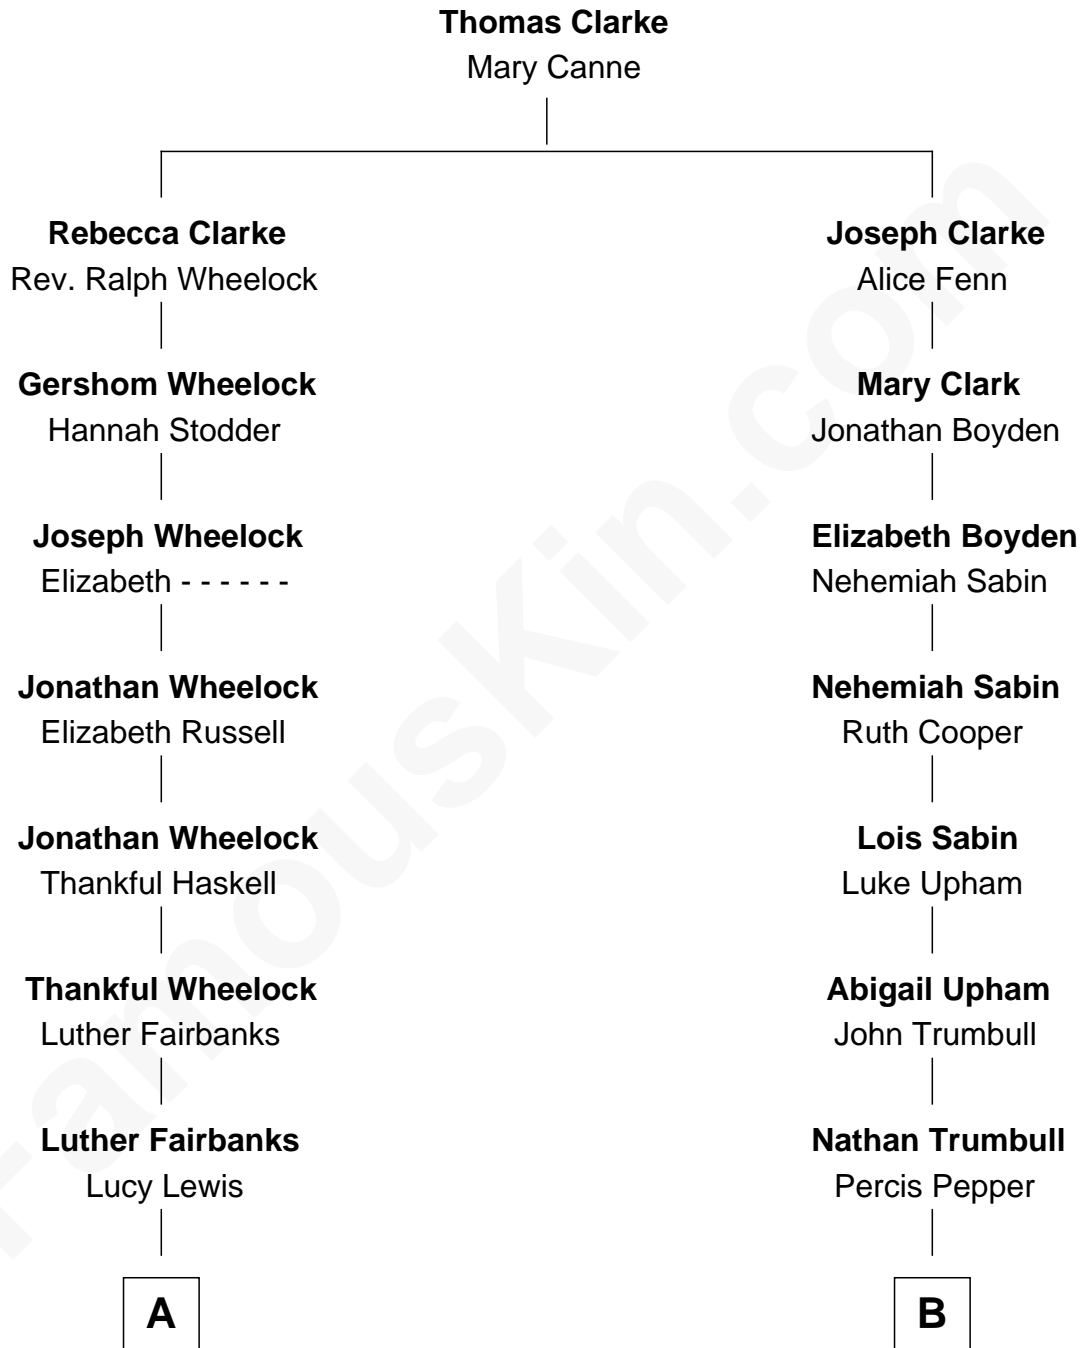 Thomas Clarke
Mary Canne
Rebecca Clarke
Rev. Ralph Wheelock
Joseph Clarke
Alice Fenn
Gershom Wheelock
Hannah Stodder
Mary Clark
Jonathan Boyden
Joseph Wheelock
Elizabeth - - - - - -
Elizabeth Boyden
Nehemiah Sabin
Jonathan Wheelock
Elizabeth Russell
Nehemiah Sabin
Ruth Cooper
Jonathan Wheelock
Thankful Haskell
Lois Sabin
Luke Upham
Thankful Wheelock
Luther Fairbanks
Abigail Upham
John Trumbull
Luther Fairbanks
Lucy Lewis
Nathan Trumbull
Percis Pepper
A
B
FamousKin.com